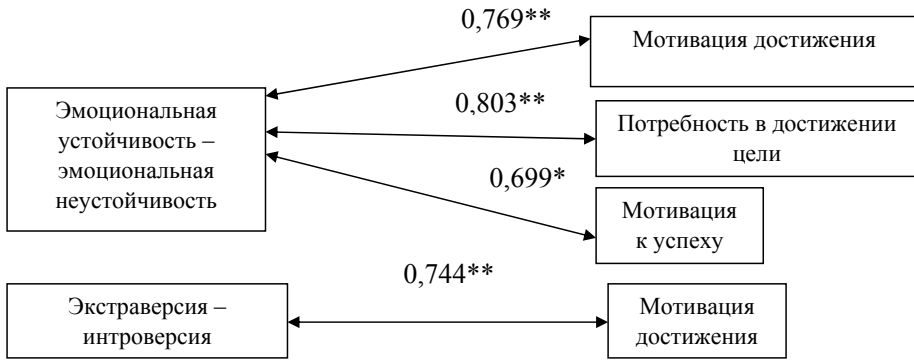 0,769**
Мотивация достижения
Эмоциональная
устойчивость –
эмоциональная
неустойчивость
0,803**
Потребность в достижении
цели
0,699*
Мотивация
к успеху
0,744**
Экстраверсия –
интроверсия
Мотивация
достижения